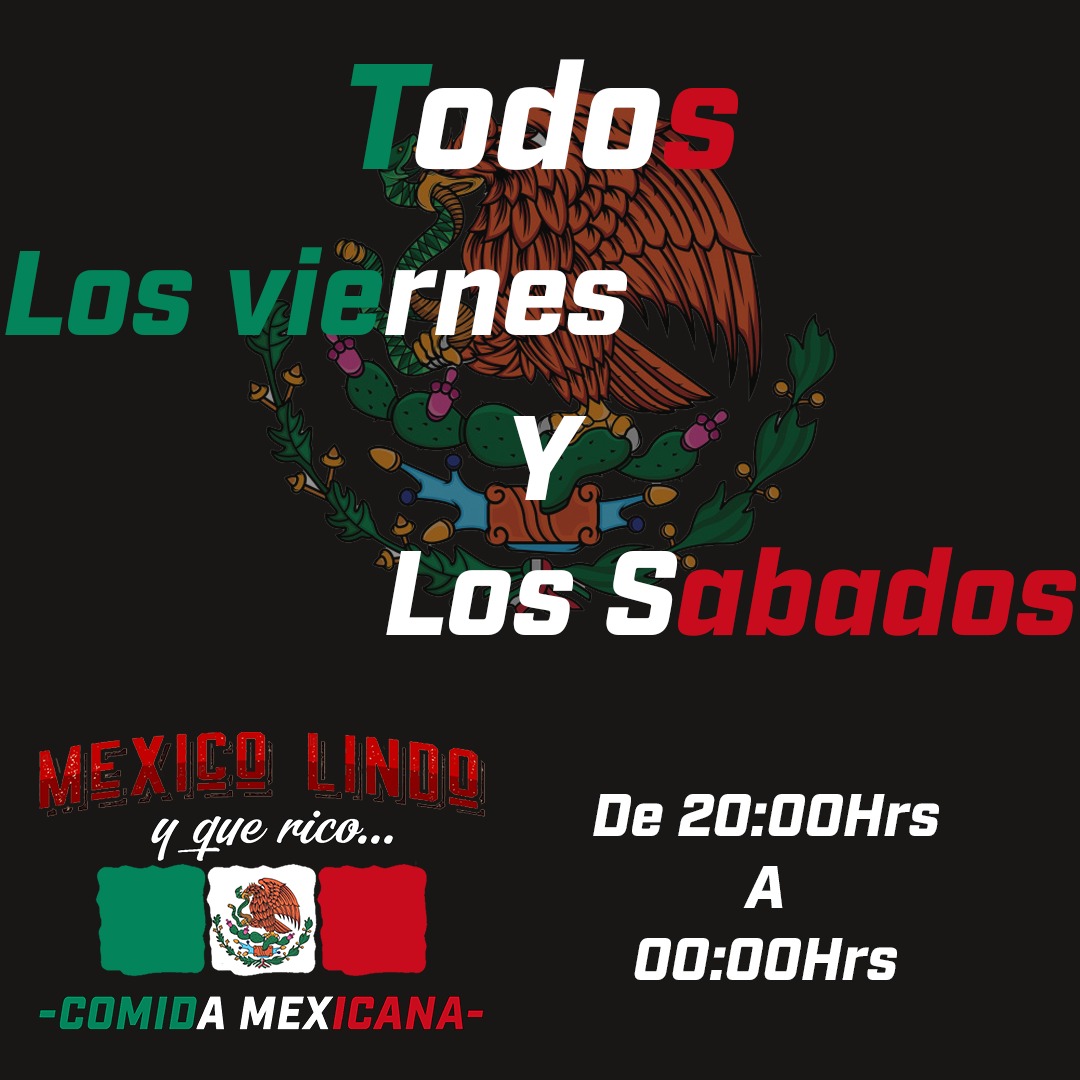 Todos
Los viernes
Y
Los Sabados
MEXICO LINDO
y que rico...
-COMIDA MEXICANA-
De 20:00Hrs
A
00:00Hrs